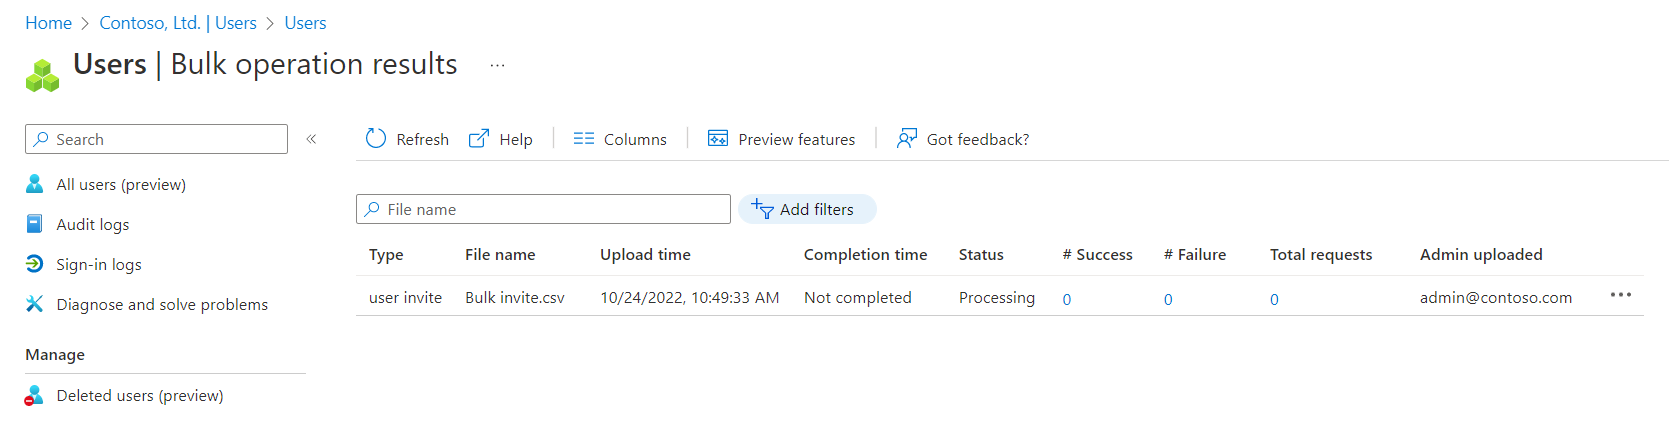 Home > Contoso, Ltd. | Users > Users
Users | Bulk operation results ...
Search «
All users (preview)
Audit logs
Sign-in logs
Diagnose and solve problems
Manage
Deleted users (preview)
Refresh Help Columns Preview features Got feedback?
File name Add filters
Type File name Upload time Completion time Status # Success # Failure Total requests Admin uploaded
user invite Bulk invite.csv 10/24/2022, 10:49:33 AM Not completed Processing 0 0 0 admin@contoso.com ...